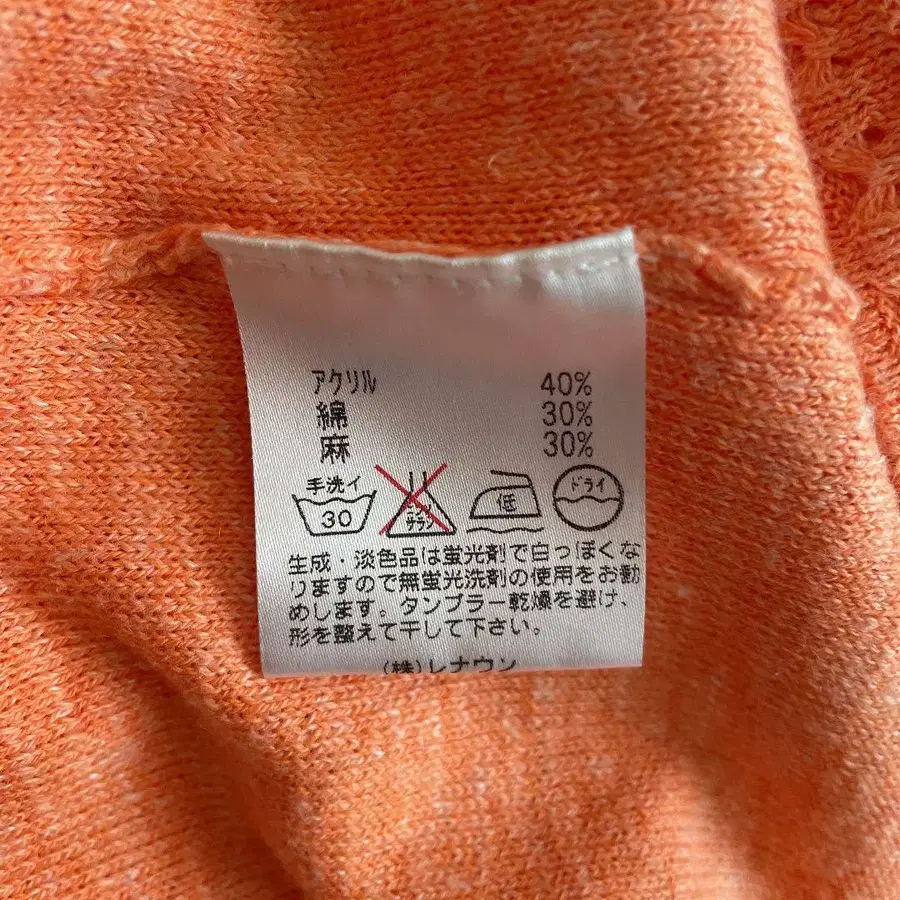 アクリル 40%
綿 30%
麻 30%
手洗イ 30 サラシ 低 ドライ
生成・淡色品は蛍光剤で白っぽくな
りますので無蛍光洗剤の使用をお勧
めします。タンブラー乾燥を避け、
形を整えて干して下さい。
(株)レナウン